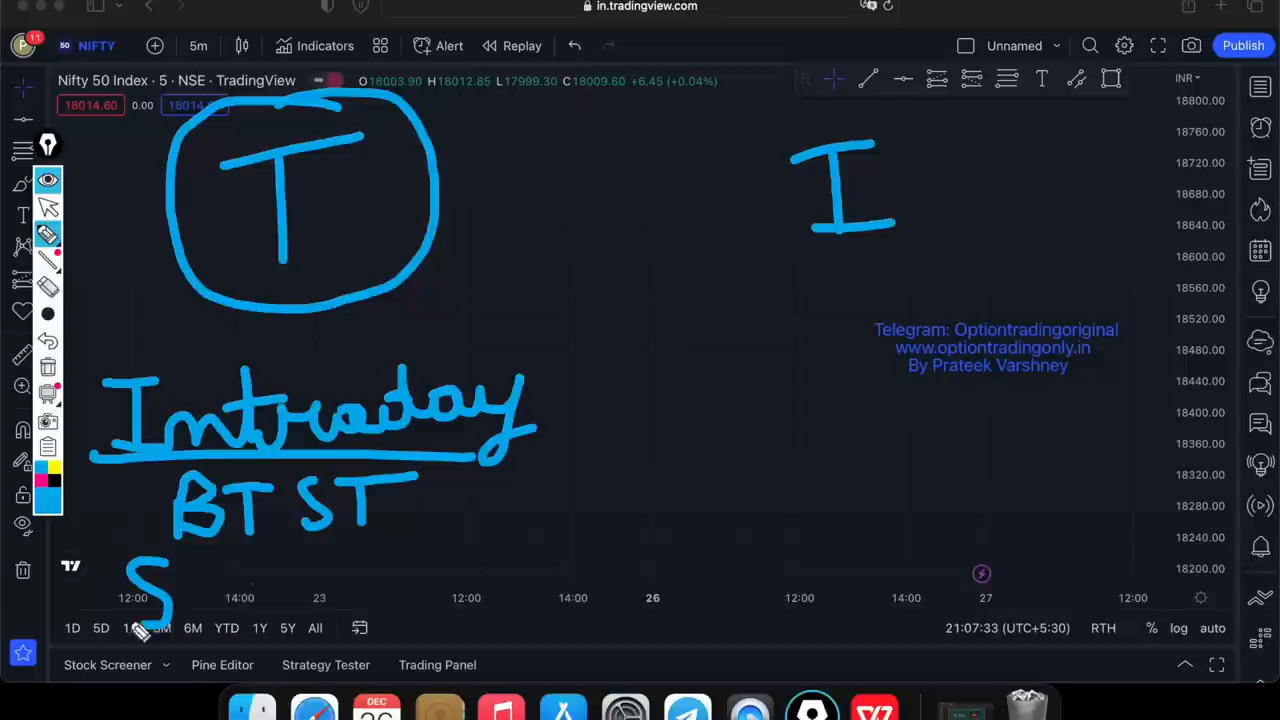 in.tradingview.com
11
50 NIFTY 5m Indicators Alert Replay Unnamed Publish
Nifty 50 Index · 5 · NSE · TradingView O18003.90 H18012.85 L17999.30 C18009.60 +6.45 (+0.04%) INR
18014.60 0.00 18014.
18800.00
18760.00
18720.00
18680.00
18640.00
18600.00
18560.00
18520.00
18480.00
18440.00
18400.00
18360.00
18320.00
18280.00
18240.00
18200.00
T
I
Telegram: Optiontradingoriginal
www.optiontradingonly.in
By Prateek Varshney
Intraday
BTST
S
12:00 14:00 23 12:00 14:00 26 12:00 14:00 27 12:00
1D 5D 6M YTD 1Y 5Y All 21:07:33 (UTC+5:30) RTH % log auto
Stock Screener Pine Editor Strategy Tester Trading Panel
DEC